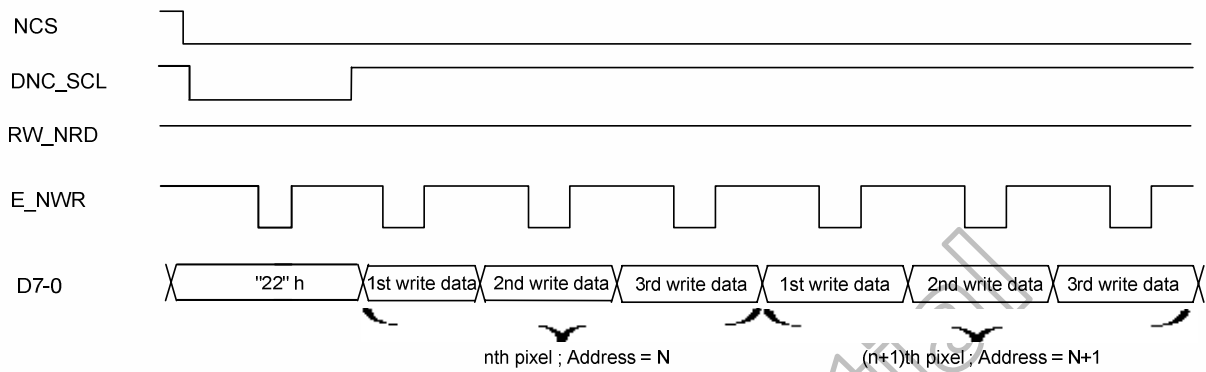 NCS
DNC_SCL
RW_NRD
E_NWR
D7-0 "22" h 1st write data 2nd write data 3rd write data 1st write data 2nd write data 3rd write data
nth pixel ; Address = N (n+1)th pixel ; Address = N+1